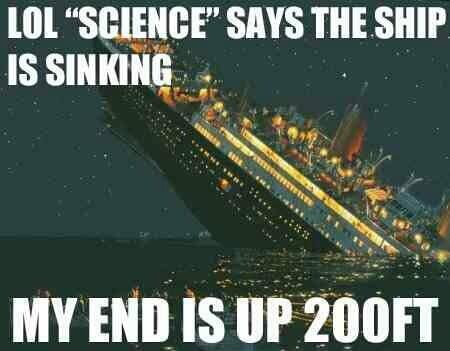 LOL “SCIENCE” SAYS THE SHIP
IS SINKING
MY END IS UP 200FT